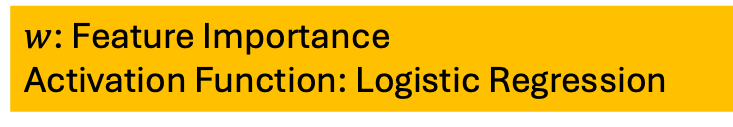 w: Feature Importance
Activation Function: Logistic Regression